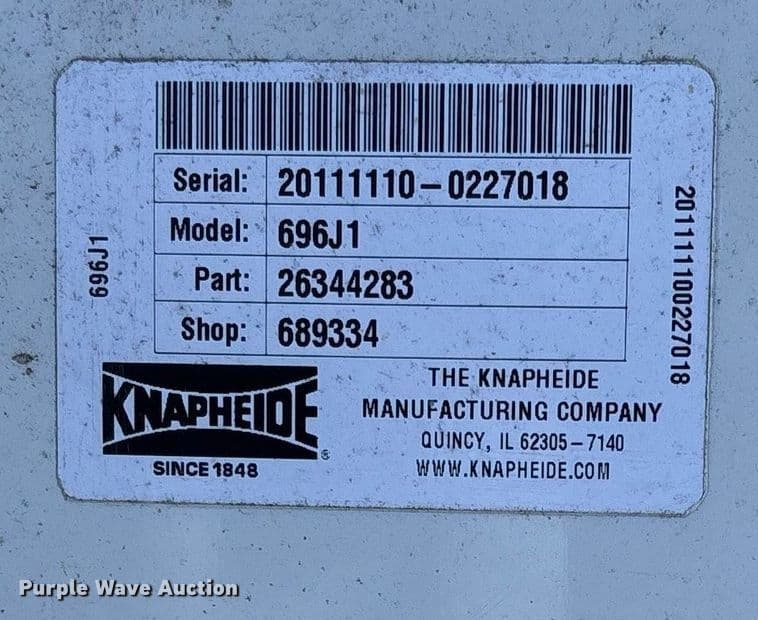 Serial: 20111110-0227018
Model: 696J1
Part: 26344283
Shop: 689334
696J1
201111100227018
KNAPHEIDE®
SINCE 1848
THE KNAPHEIDE
MANUFACTURING COMPANY
QUINCY, IL 62305-7140
WWW.KNAPHEIDE.COM
Purple Wave Auction